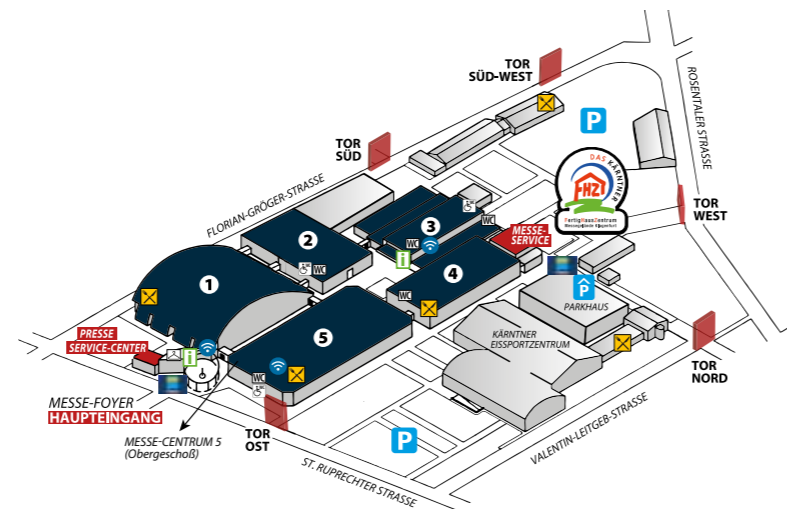 TOR
SÜD-WEST
P
ROSENTALER STRASSE
TOR
SÜD
DAS KÄRNTNER
FHZ
FertigHausZentrum
Messegelände Klagenfurt
FLORIAN-GRÖGER-STRASSE
TOR
WEST
3
WC
MESSE-
SERVICE
2
WC
WC
i
4
1
WC
P
PARKHAUS
5
KÄRNTNER
EISSPORTZENTRUM
PRESSE
SERVICE-CENTER
i
WC
TOR
NORD
MESSE-FOYER
HAUPTEINGANG
MESSE-CENTRUM 5
(Obergeschoß)
TOR
OST
P
VALENTIN-LEITGEB-STRASSE
ST. RUPRECHTER STRASSE